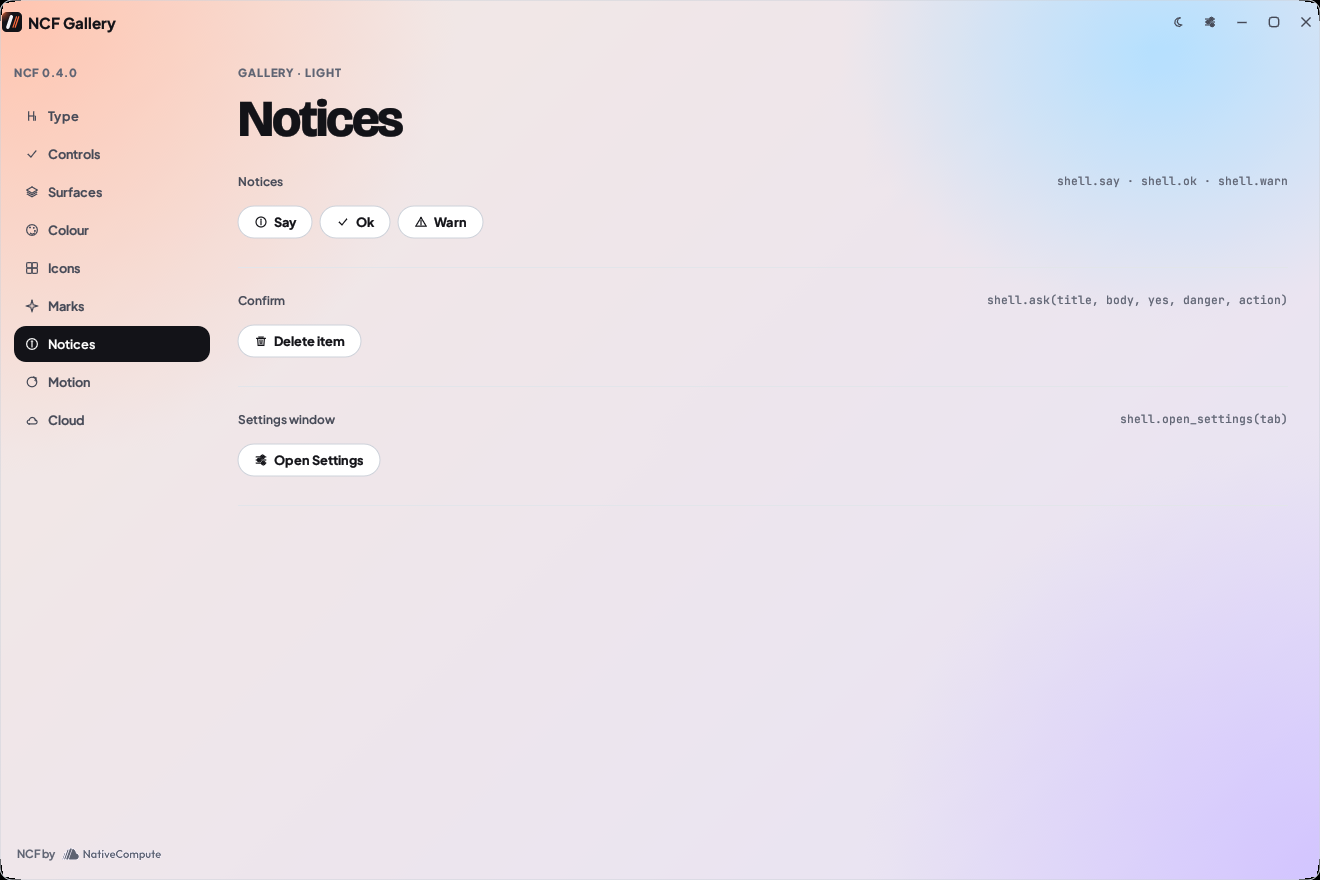 NCF Gallery
NCF 0.4.0
Type
Controls
Surfaces
Colour
Icons
Marks
Notices
Motion
Cloud
GALLERY · LIGHT
Notices
Notices
shell.say · shell.ok · shell.warn
Say
Ok
Warn
Confirm
shell.ask(title, body, yes, danger, action)
Delete item
Settings window
shell.open_settings(tab)
Open Settings
NCF by NativeCompute